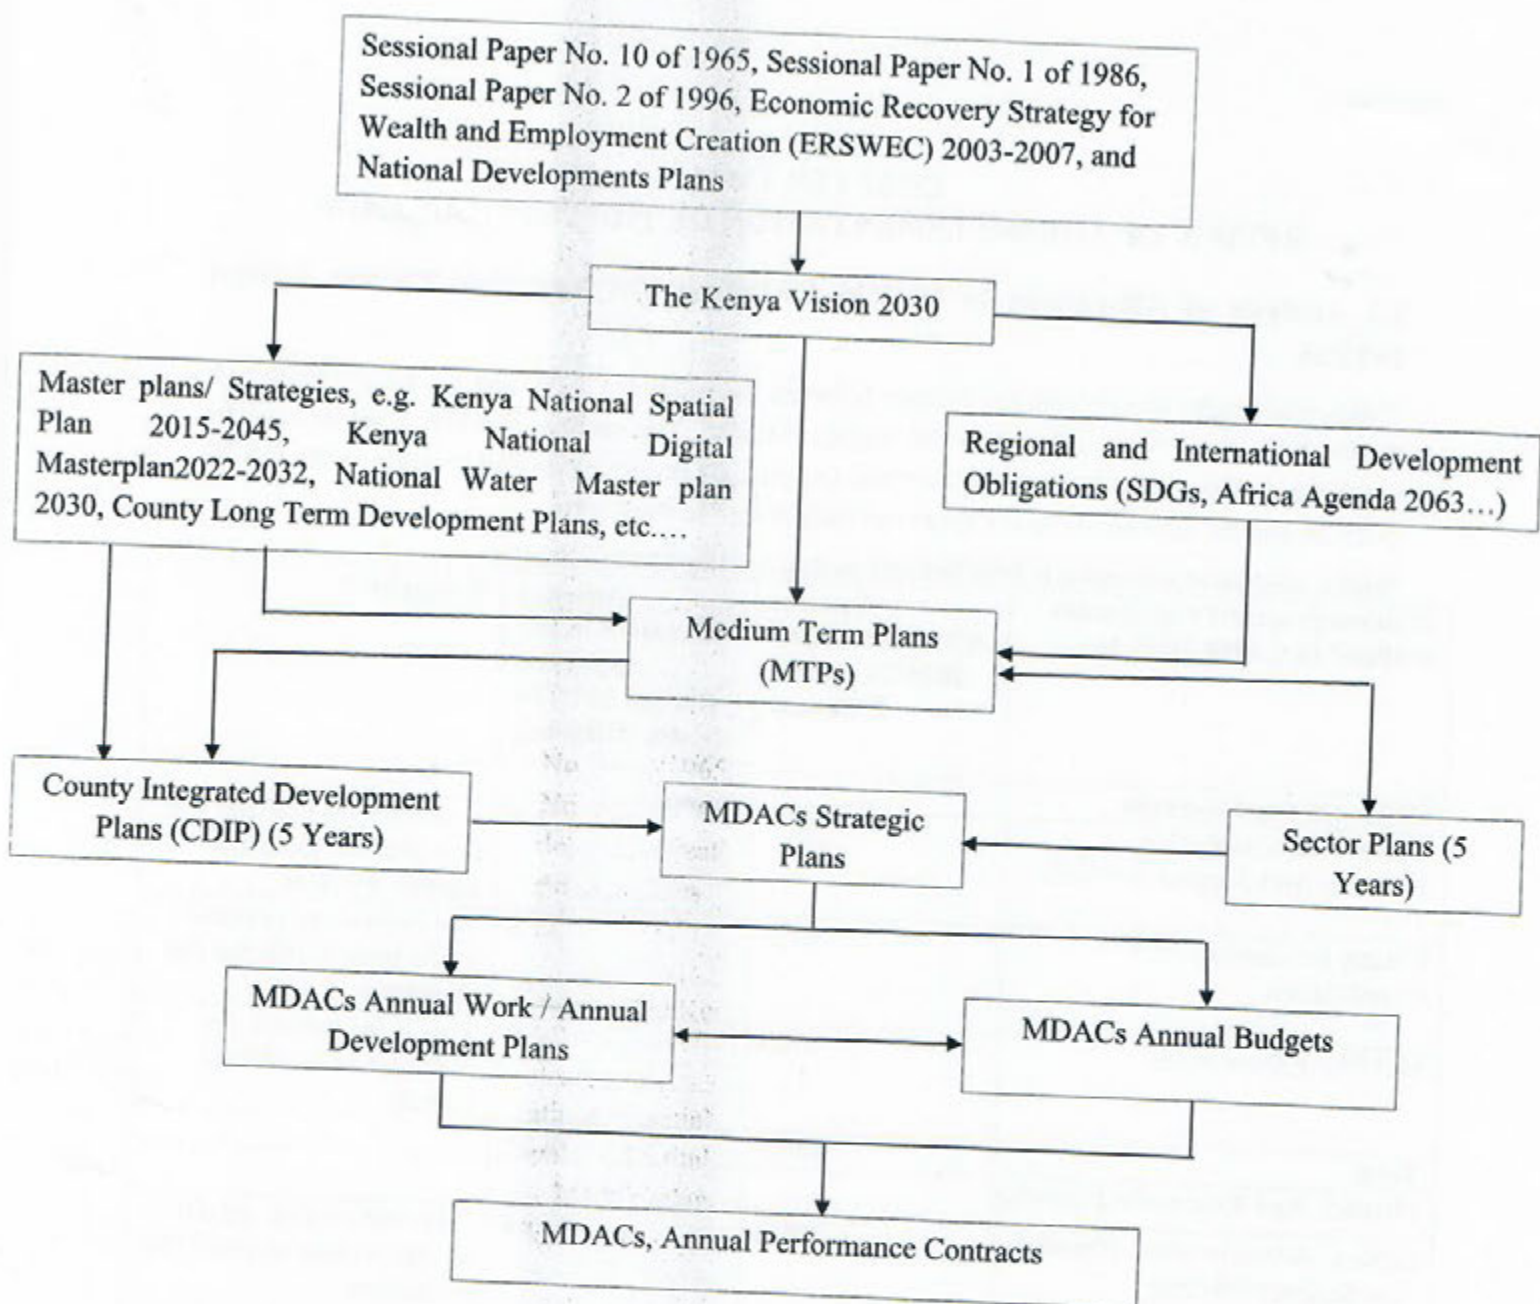 Sessional Paper No. 10 of 1965, Sessional Paper No. 1 of 1986,
Sessional Paper No. 2 of 1996, Economic Recovery Strategy for
Wealth and Employment Creation (ERSWEC) 2003-2007, and
National Developments Plans
The Kenya Vision 2030
Master plans/ Strategies, e.g. Kenya National Spatial
Plan 2015-2045, Kenya National Digital
Masterplan2022-2032, National Water Master plan
2030, County Long Term Development Plans, etc….
Regional and International Development
Obligations (SDGs, Africa Agenda 2063…)
Medium Term Plans
(MTPs)
County Integrated Development
Plans (CDIP) (5 Years)
MDACs Strategic
Plans
Sector Plans (5
Years)
MDACs Annual Work / Annual
Development Plans
MDACs Annual Budgets
MDACs, Annual Performance Contracts